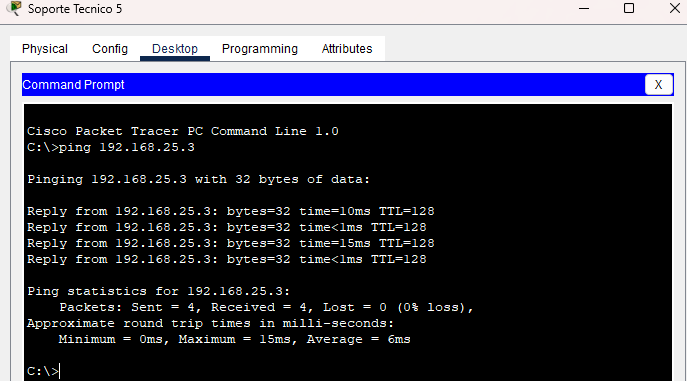 Soporte Tecnico 5
Physical Config Desktop Programming Attributes
Command Prompt X
Cisco Packet Tracer PC Command Line 1.0
C:\>ping 192.168.25.3
Pinging 192.168.25.3 with 32 bytes of data:
Reply from 192.168.25.3: bytes=32 time=10ms TTL=128
Reply from 192.168.25.3: bytes=32 time<1ms TTL=128
Reply from 192.168.25.3: bytes=32 time=15ms TTL=128
Reply from 192.168.25.3: bytes=32 time<1ms TTL=128
Ping statistics for 192.168.25.3:
Packets: Sent = 4, Received = 4, Lost = 0 (0% loss),
Approximate round trip times in milli-seconds:
Minimum = 0ms, Maximum = 15ms, Average = 6ms
C:\>